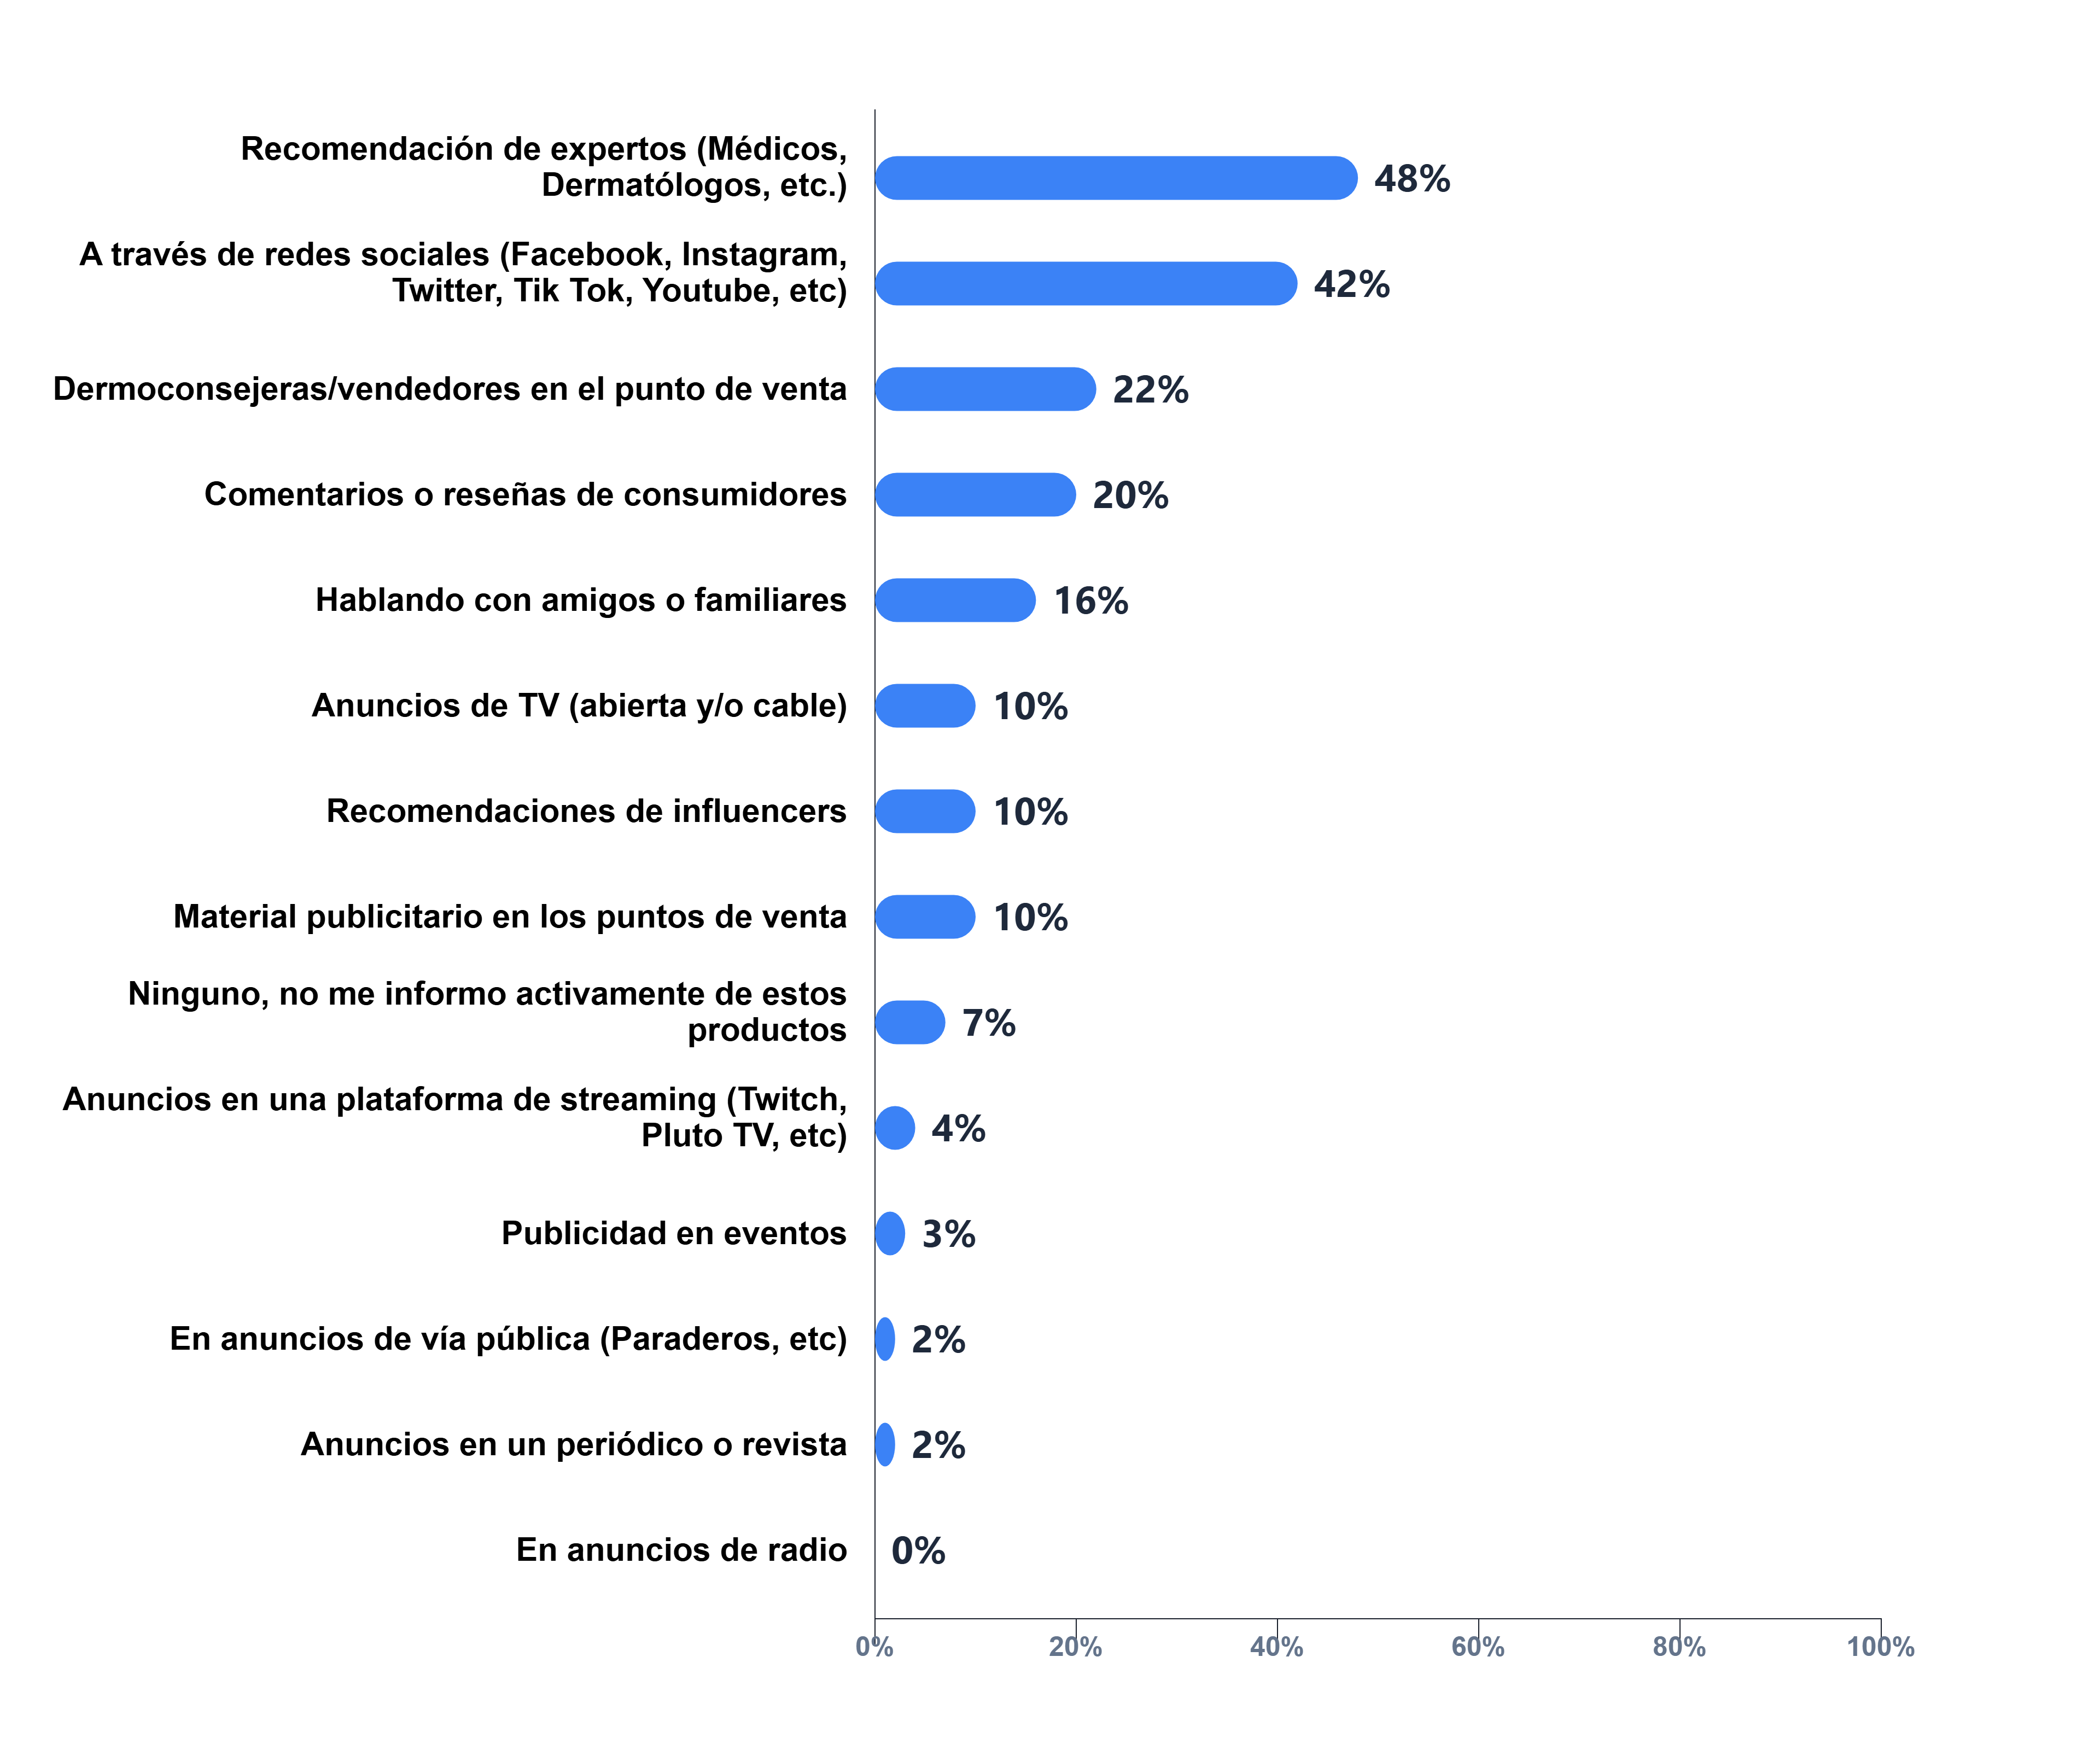 Recomendación de expertos (Médicos,
Dermatólogos, etc.)
48%
A través de redes sociales (Facebook, Instagram,
Twitter, Tik Tok, Youtube, etc)
42%
Dermoconsejeras/vendedores en el punto de venta
22%
Comentarios o reseñas de consumidores
20%
Hablando con amigos o familiares
16%
Anuncios de TV (abierta y/o cable)
10%
Recomendaciones de influencers
10%
Material publicitario en los puntos de venta
10%
Ninguno, no me informo activamente de estos
productos
7%
Anuncios en una plataforma de streaming (Twitch,
Pluto TV, etc)
4%
Publicidad en eventos
3%
En anuncios de vía pública (Paraderos, etc)
2%
Anuncios en un periódico o revista
2%
En anuncios de radio
0%
0% 20% 40% 60% 80% 100%